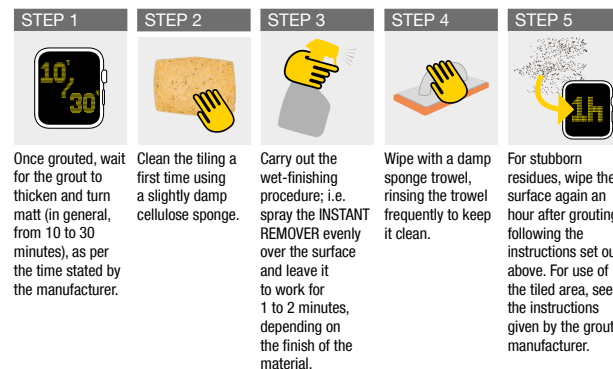 STEP 1
10'/30'
Once grouted, wait
for the grout to
thicken and turn
matt (in general,
from 10 to 30
minutes), as per
the time stated by
the manufacturer.
STEP 2
Clean the tiling a
first time using
a slightly damp
cellulose sponge.
STEP 3
Carry out the
wet-finishing
procedure; i.e.
spray the INSTANT
REMOVER evenly
over the surface
and leave it
to work for
1 to 2 minutes,
depending on
the finish of the
material.
STEP 4
Wipe with a damp
sponge trowel,
rinsing the trowel
frequently to keep
it clean.
STEP 5
1h
For stubborn
residues, wipe the
surface again an
hour after grouting
following the
instructions set ou
above. For use of
the tiled area, see
the instructions
given by the grout
manufacturer.